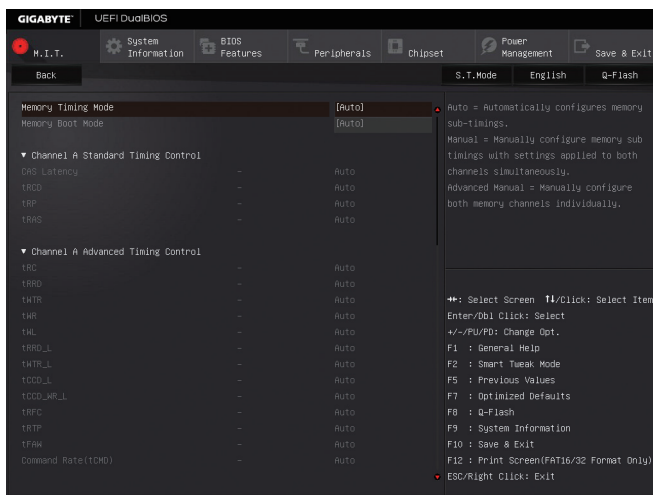 GIGABYTE™ UEFI DualBIOS
M.I.T.
System Information
BIOS Features
Peripherals
Chipset
Power Management
Save & Exit
Back
S.T.Mode English Q-Flash
Memory Timing Mode [Auto]
Memory Boot Mode [Auto]
▼ Channel A Standard Timing Control
CAS Latency - Auto
tRCD - Auto
tRP - Auto
tRAS - Auto
▼ Channel A Advanced Timing Control
tRC - Auto
tRRD - Auto
tWTR - Auto
tWR - Auto
tWL - Auto
tRRD_L - Auto
tWTR_L - Auto
tCCD_L - Auto
tCCD_WR_L - Auto
tRFC - Auto
tRTP - Auto
tFAW - Auto
Command Rate(tCMD) - Auto
Auto = Automatically configures memory
sub-timings.
Manual = Manually configure memory sub
timings with settings applied to both
channels simultaneously.
Advanced Manual = Manually configure
both memory channels individually.
→←: Select Screen ↑↓/Click: Select Item
Enter/Dbl Click: Select
+/-/PU/PD: Change Opt.
F1 : General Help
F2 : Smart Tweak Mode
F5 : Previous Values
F7 : Optimized Defaults
F8 : Q-Flash
F9 : System Information
F10 : Save & Exit
F12 : Print Screen(FAT16/32 Format Only)
ESC/Right Click: Exit